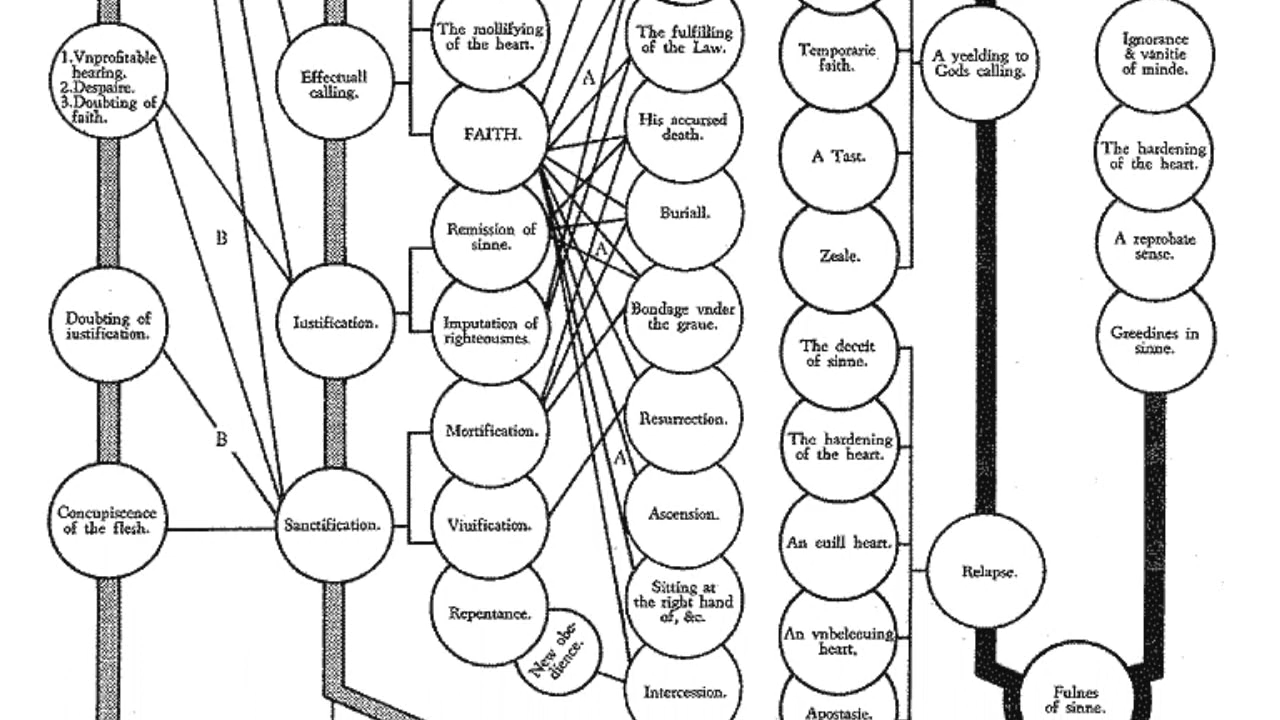 1.Vnprofitable
hearing.
2.Despaire.
3.Doubting of
faith.
Doubting of
iustification.
Concupiscence
of the flesh.
B
B
Effectuall
calling.
Iustification.
Sanctification.
The mollifying
of the heart.
FAITH.
Remission of
sinne.
Imputation of
righteousnes.
Mortification.
Viuification.
Repentance.
New obe-
dience.
A
A
A
The fulfilling
of the Law.
His accursed
death.
Buriall.
Bondage vnder
the graue.
Resurrection.
Ascension.
Sitting at
the right hand
of, &c.
Intercession.
Temporarie
faith.
A Tast.
Zeale.
The deceit
of sinne.
The hardening
of the heart.
An euill heart.
An vnbeleeuing
heart,
Apostasie.
A yeelding to
Gods calling.
Relapse.
Fulnes
of sinne.
Ignorance
& vanitie
of minde.
The hardening
of the heart.
A reprobate
sense.
Greedines in
sinne.